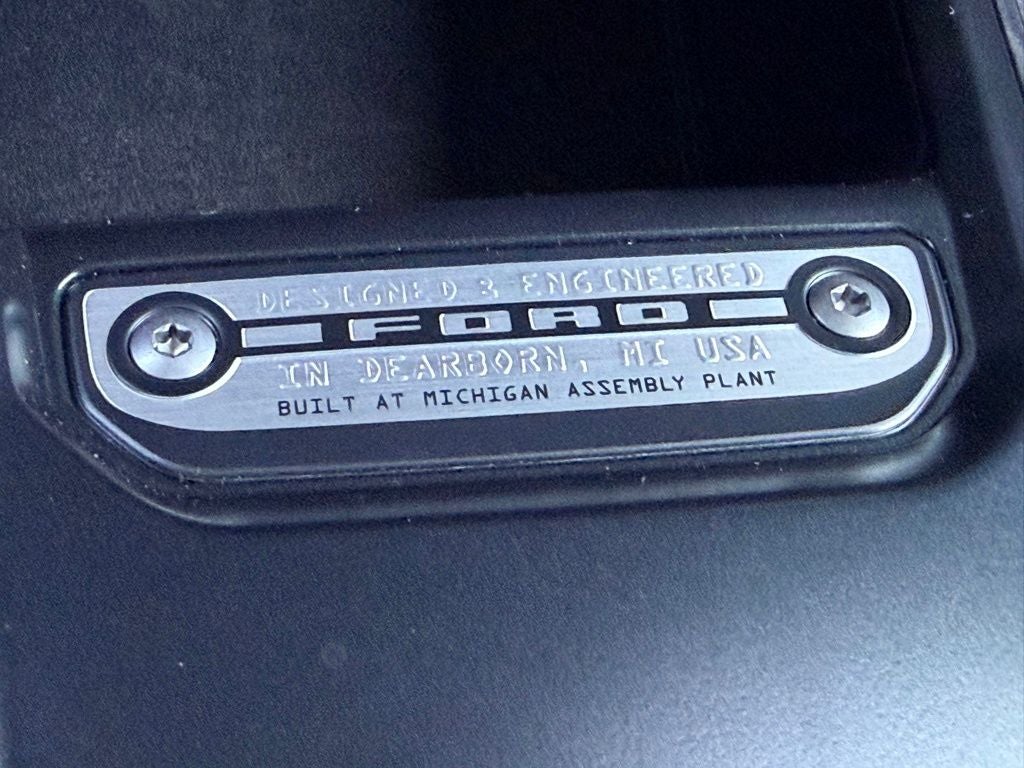 DESIGNED & ENGINEERED
FORD
IN DEARBORN, MI USA
BUILT AT MICHIGAN ASSEMBLY PLANT